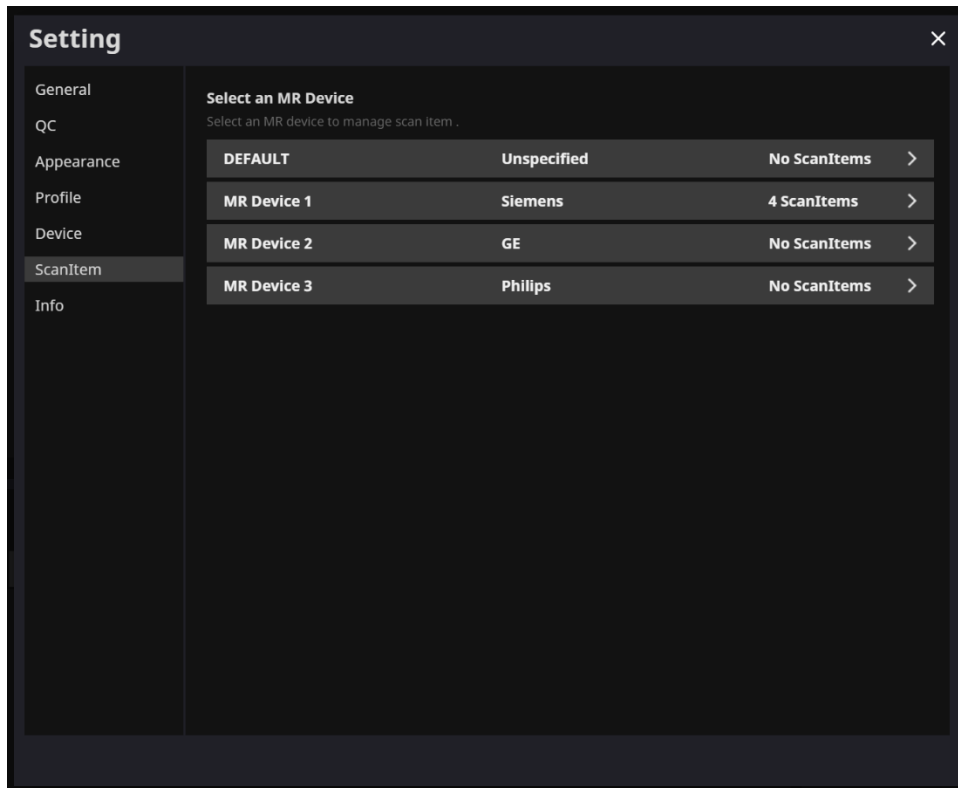 Setting
General
QC
Appearance
Profile
Device
ScanItem
Info
Select an MR Device
Select an MR device to manage scan item .
DEFAULT Unspecified No ScanItems
MR Device 1 Siemens 4 ScanItems
MR Device 2 GE No ScanItems
MR Device 3 Philips No ScanItems